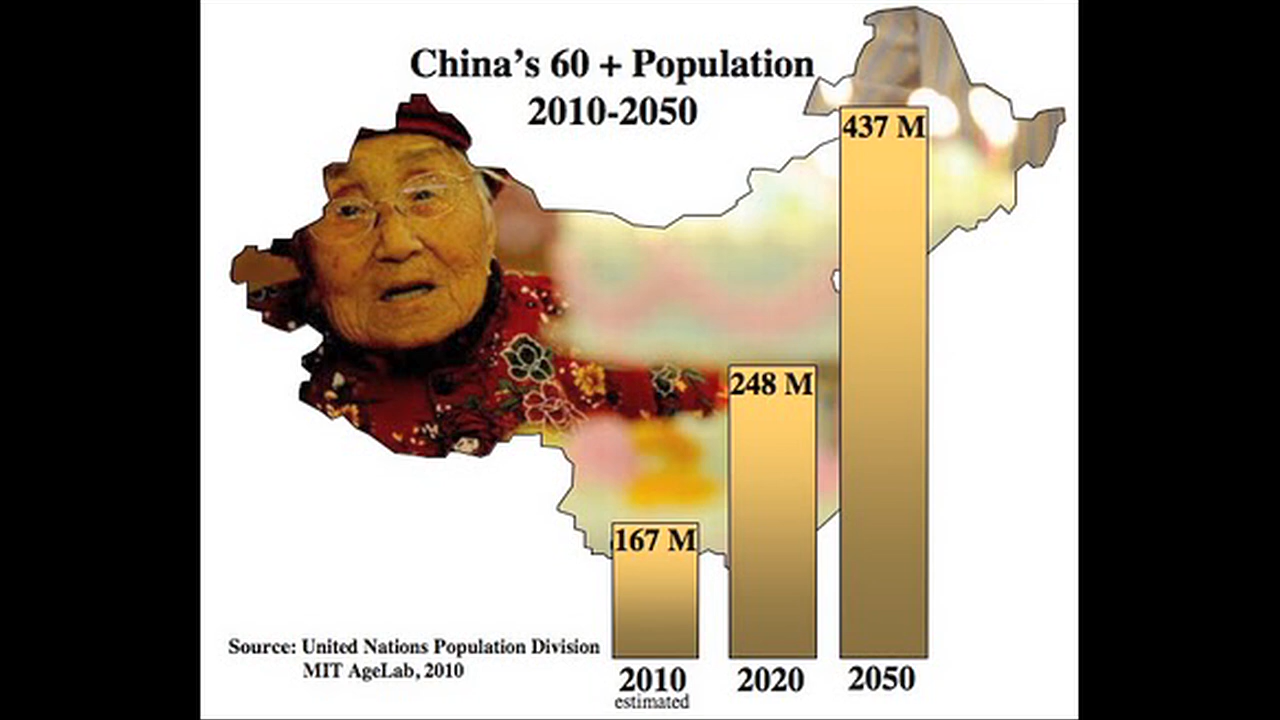 China's 60 + Population
2010-2050
437 M
248 M
167 M
Source: United Nations Population Division
MIT AgeLab, 2010
2010
estimated
2020
2050